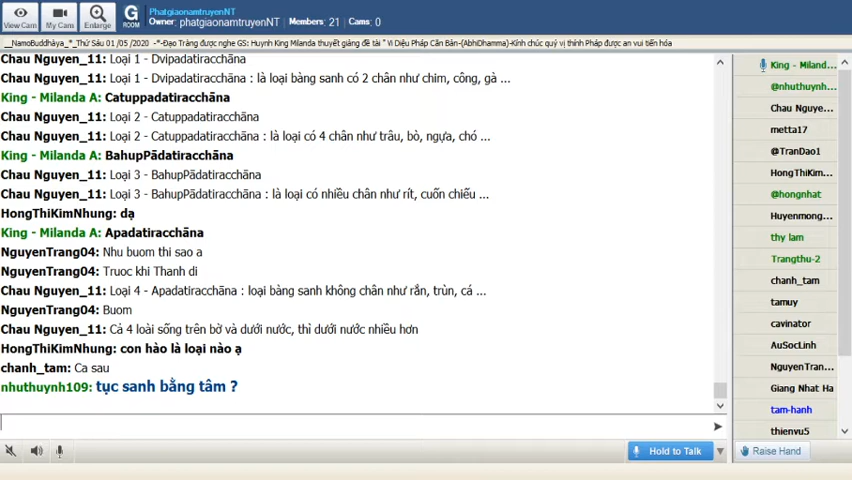 View Cam
My Cams
Enlarge
G
ROOM
PhatgiaonamtruyenNT
Owner: phatgiaonamtruyenNT Members: 21 Cams: 0
__NamoBuddhàya_*_Thứ Sáu 01 /05 /2020 -*-Đạo Tràng được nghe GS: Huynh King Milanda thuyết giảng đề tài " Vi Diệu Pháp Căn Bản-(AbhiDhamma)-Kính chúc quý vị thính Pháp được an vui tiến hóa
Chau Nguyen_11: Loại 1 - Dvipadatiracchāna
Chau Nguyen_11: Loại 1 - Dvipadatiracchāna : là loại bàng sanh có 2 chân như chim, công, gà ...
King - Milanda A: Catuppadatiracchāna
Chau Nguyen_11: Loại 2 - Catuppadatiracchāna
Chau Nguyen_11: Loại 2 - Catuppadatiracchāna : là loại có 4 chân như trâu, bò, ngựa, chó ...
King - Milanda A: BahupPādatiracchāna
Chau Nguyen_11: Loại 3 - BahupPādatiracchāna
Chau Nguyen_11: Loại 3 - BahupPādatiracchāna : là loại có nhiều chân như rít, cuốn chiếu ...
HongThiKimNhung: dạ
King - Milanda A: Apadatiracchāna
NguyenTrang04: Nhu buom thi sao a
NguyenTrang04: Truoc khi Thanh di
Chau Nguyen_11: Loại 4 - Apadatiracchāna : loại bàng sanh không chân như rắn, trùn, cá ...
NguyenTrang04: Buom
Chau Nguyen_11: Cả 4 loài sống trên bờ và dưới nước, thì dưới nước nhiều hơn
HongThiKimNhung: con hào là loại nào ạ
chanh_tam: Ca sau
nhuthuynh109: tục sanh bằng tâm ?
Hold to Talk
King - Miland...
@nhuthuynh...
Chau Nguye...
metta17
@TranDao1
HongThiKim...
@hongnhat
Huyenmong...
thy lam
Trangthu-2
chanh_tam
tamuy
cavinator
AuSocLinh
NguyenTran...
Giang Nhat Ha
tam-hanh
thienvu5
Raise Hand